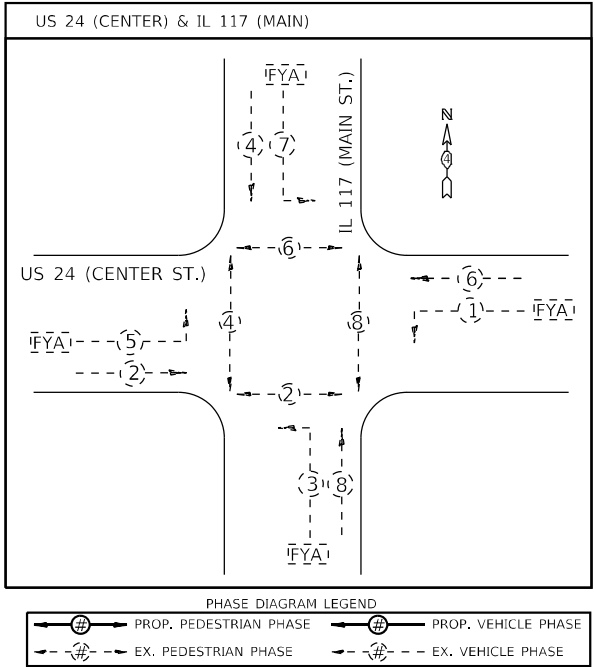 US 24 (CENTER) & IL 117 (MAIN)
FYA
4 7
IL 117 (MAIN ST.)
N
4
6
US 24 (CENTER ST.)
6
1 FYA
4 8
FYA 5
2
2
3 8
FYA
PHASE DIAGRAM LEGEND
# PROP. PEDESTRIAN PHASE # PROP. VEHICLE PHASE
# EX. PEDESTRIAN PHASE # EX. VEHICLE PHASE